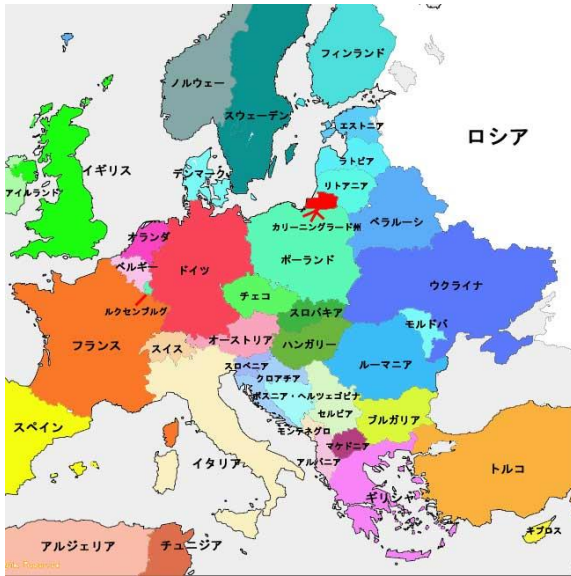 フィンランド
ノルウェー
スウェーデン
エストニア
ロシア
ラトビア
イギリス
デンマーク
リトアニア
アイルランド
カリーニングラード州
ベラルーシ
オランダ
ベルギー
ドイツ
ポーランド
ウクライナ
チェコ
ルクセンブルグ
スロバキア
モルドバ
フランス
スイス
オーストリア
ハンガリー
ルーマニア
スロベニア
クロアチア
ボスニア・ヘルツェゴビナ
セルビア
スペイン
ブルガリア
モンテネグロ
マケドニア
イタリア
アルバニア
トルコ
ギリシャ
キプロス
アルジェリア
チュニジア